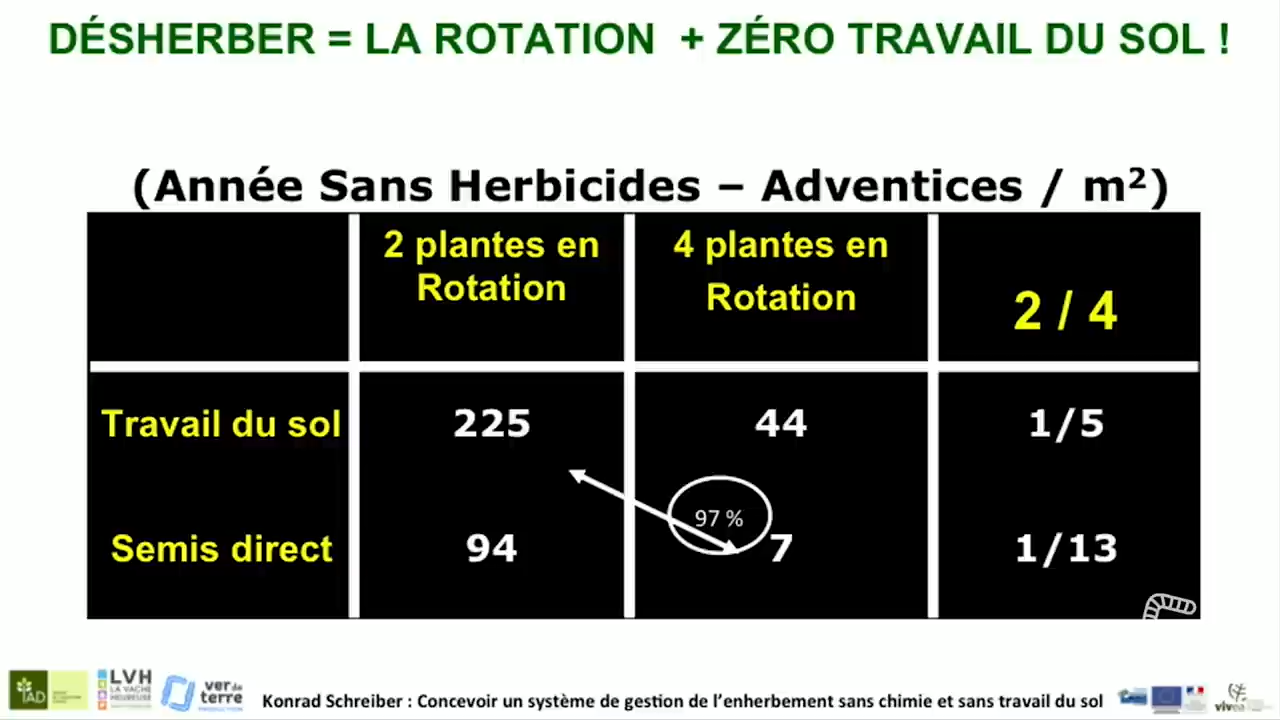 DÉSHERBER = LA ROTATION + ZÉRO TRAVAIL DU SOL !
(Année Sans Herbicides – Adventices / m²)
2 plantes en
Rotation
4 plantes en
Rotation
2 / 4
Travail du sol
225
44
1/5
97 %
Semis direct
94
7
1/13
IAD
LVH
LA VACHE
HEUREUSE
ver de
terre
PRODUCTION
Konrad Schreiber : Concevoir un système de gestion de l'enherbement sans chimie et sans travail du sol
vivea